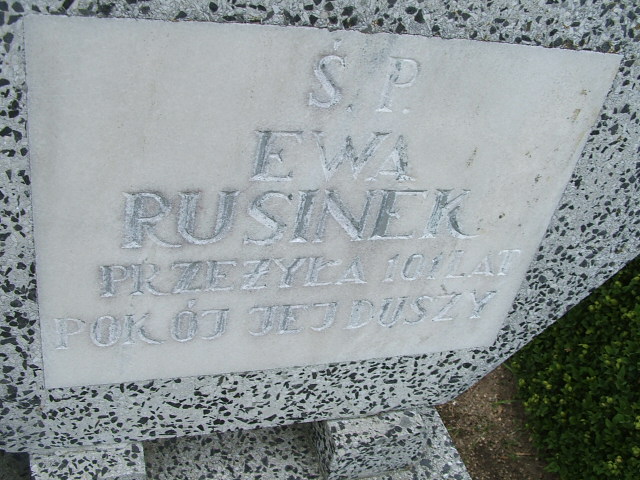 Ś.P.
EWA
RUSINEK
PRZEŻYŁA 101 LAT
POKÓJ JEJ DUSZY